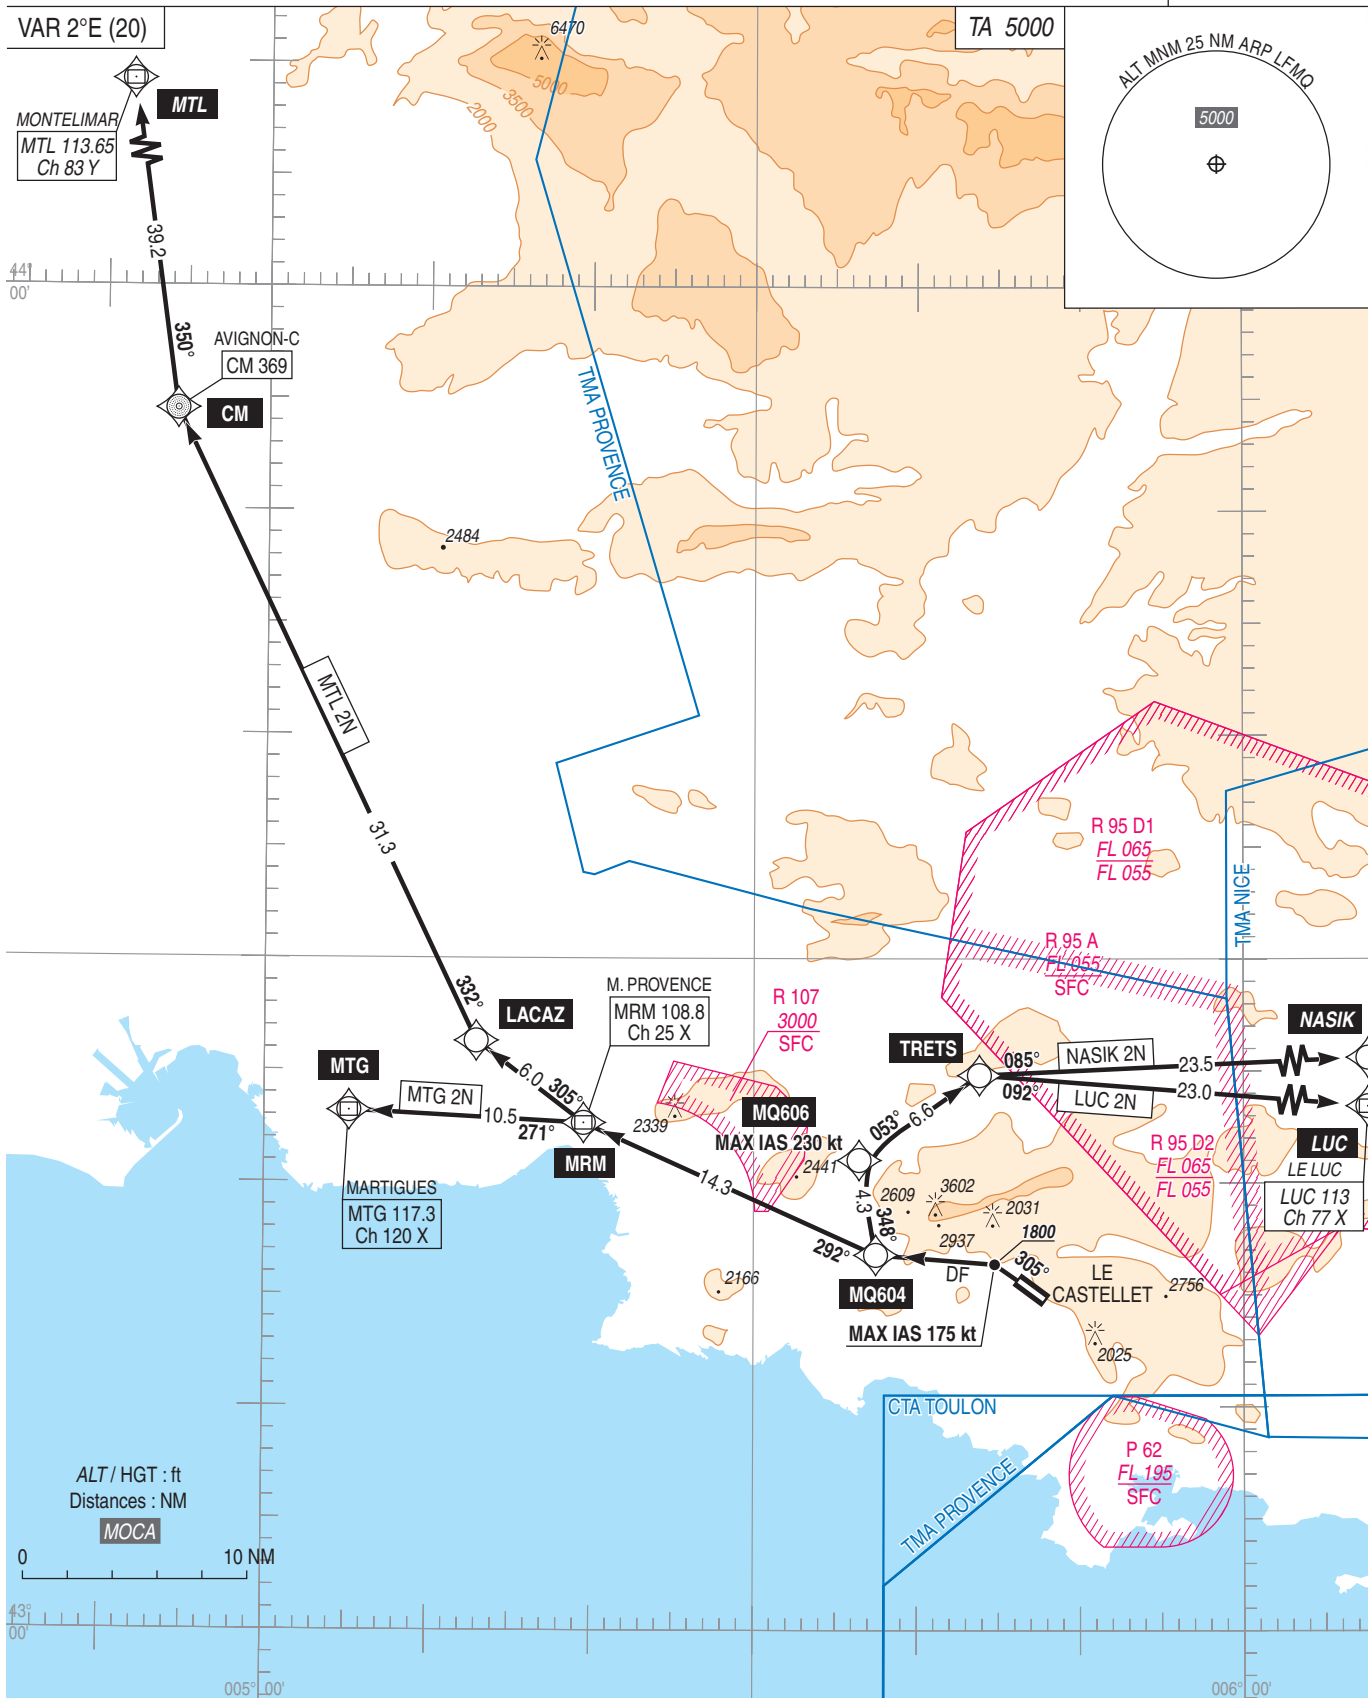 VAR 2°E (20)
TA 5000
ALT MNM 25 NM ARP LFMQ
5000
6470
5000
3500
2000
MTL
MONTELIMAR
MTL 113.65
Ch 83 Y
39.2
44°
00'
350°
AVIGNON-C
CM 369
CM
TMA PROVENCE
2484
MTL 2N
31.3
R 95 D1
FL 065
FL 055
TMA NICE
R 95 A
FL 055
SFC
332°
LACAZ
M. PROVENCE
MRM 108.8
Ch 25 X
R 107
3000
SFC
NASIK
TRETS
085°
NASIK 2N
23.5
MTG
6.0
305°
MTG 2N
10.5
271°
2339
MQ606
MAX IAS 230 kt
053°
6.6
092°
LUC 2N
23.0
MRM
2441
R 95 D2
FL 065
FL 055
LUC
LE LUC
LUC 113
Ch 77 X
14.3
4.3
348°
2609
3602
2031
2937
1800
MARTIGUES
MTG 117.3
Ch 120 X
292°
305°
DF
LE
CASTELLET
2166
MQ604
2756
MAX IAS 175 kt
2025
CTA TOULON
P 62
FL 195
SFC
TMA PROVENCE
ALT / HGT : ft
Distances : NM
MOCA
0
10 NM
43°
00'
005° 00'
006° 00'